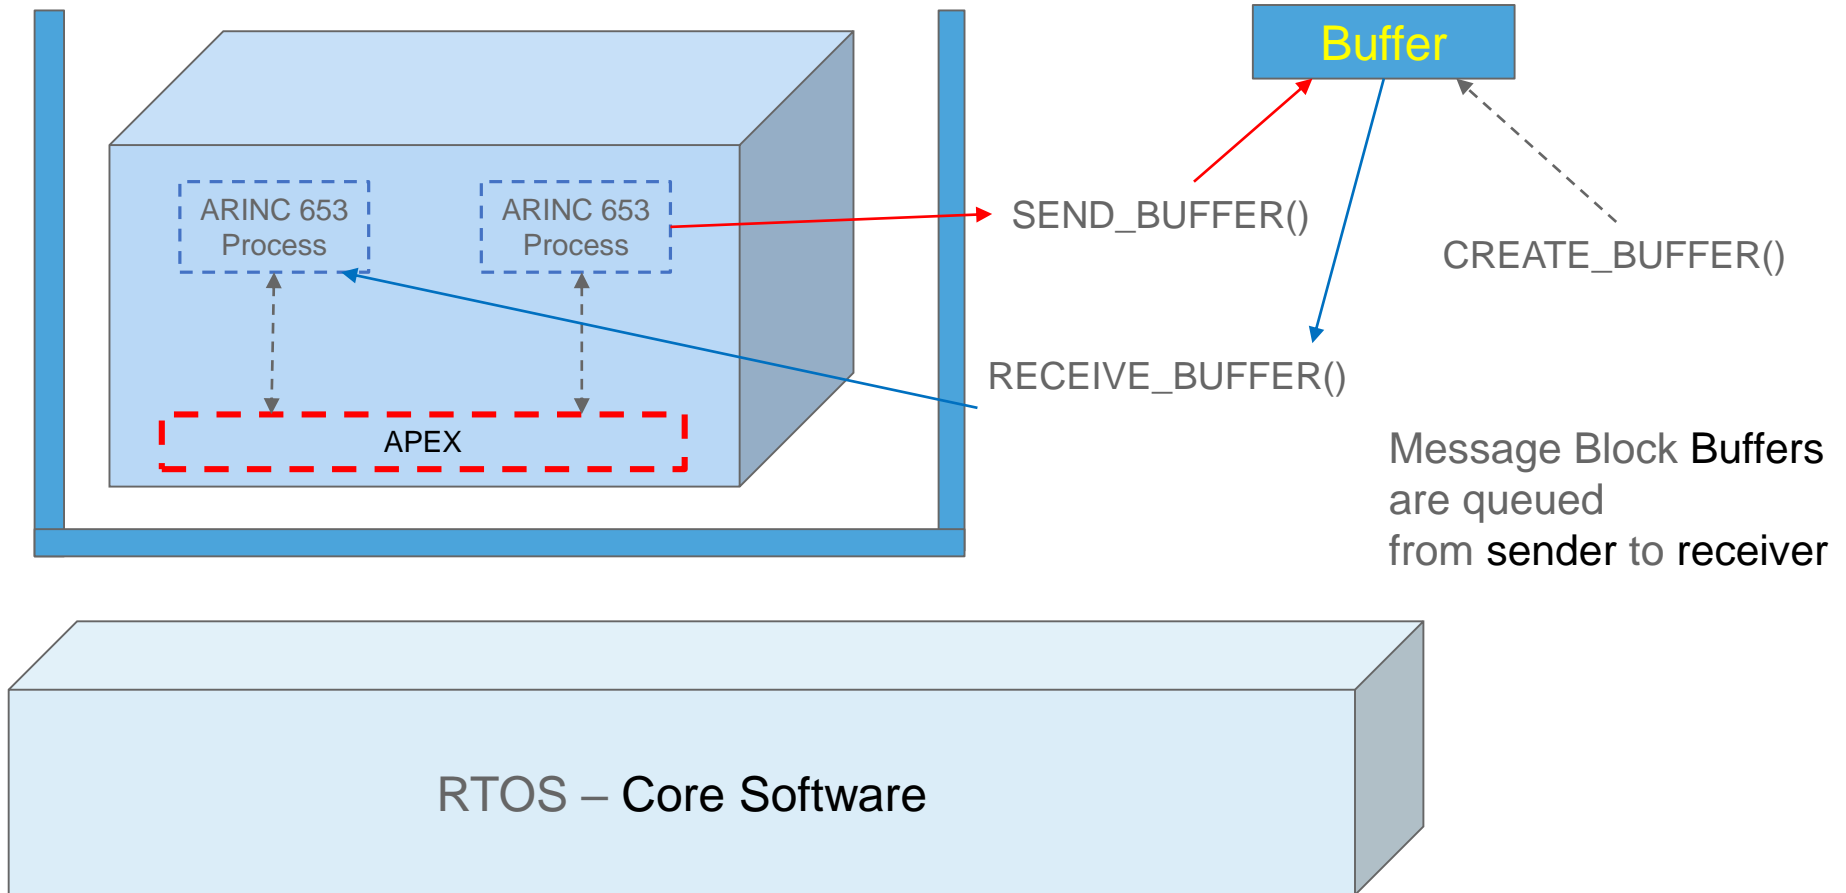 Buffer
ARINC 653
Process
ARINC 653
Process
SEND_BUFFER()
CREATE_BUFFER()
RECEIVE_BUFFER()
APEX
Message Block Buffers
are queued
from sender to receiver
RTOS – Core Software